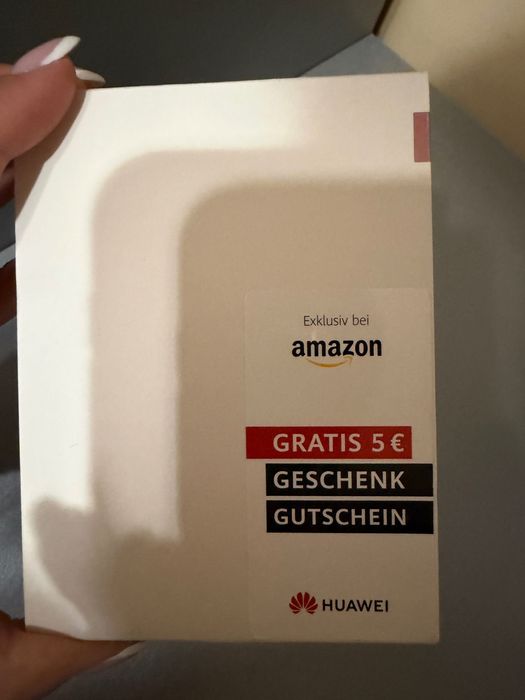 Exklusiv bei
amazon
GRATIS 5 €
GESCHENK
GUTSCHEIN
HUAWEI